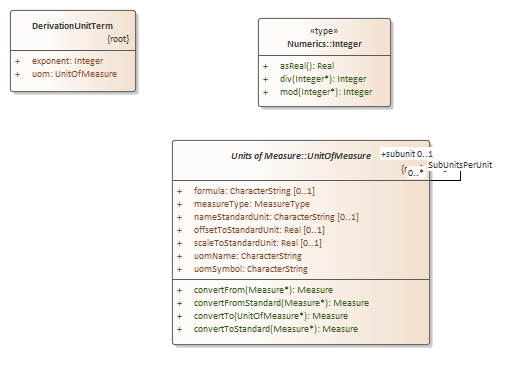 DerivationUnitTerm
{root}
+ exponent: Integer
+ uom: UnitOfMeasure
«type»
Numerics::Integer
+ asReal(): Real
+ div(Integer*): Integer
+ mod(Integer*): Integer
Units of Measure::UnitOfMeasure
+subunit 0..1
SubUnitsPerUnit
0..*
+ formula: CharacterString [0..1]
+ measureType: MeasureType
+ nameStandardUnit: CharacterString [0..1]
+ offsetToStandardUnit: Real [0..1]
+ scaleToStandardUnit: Real [0..1]
+ uomName: CharacterString
+ uomSymbol: CharacterString
+ convertFrom(Measure*): Measure
+ convertFromStandard(Measure*): Measure
+ convertTo(UnitOfMeasure*): Measure
+ convertToStandard(Measure*): Measure